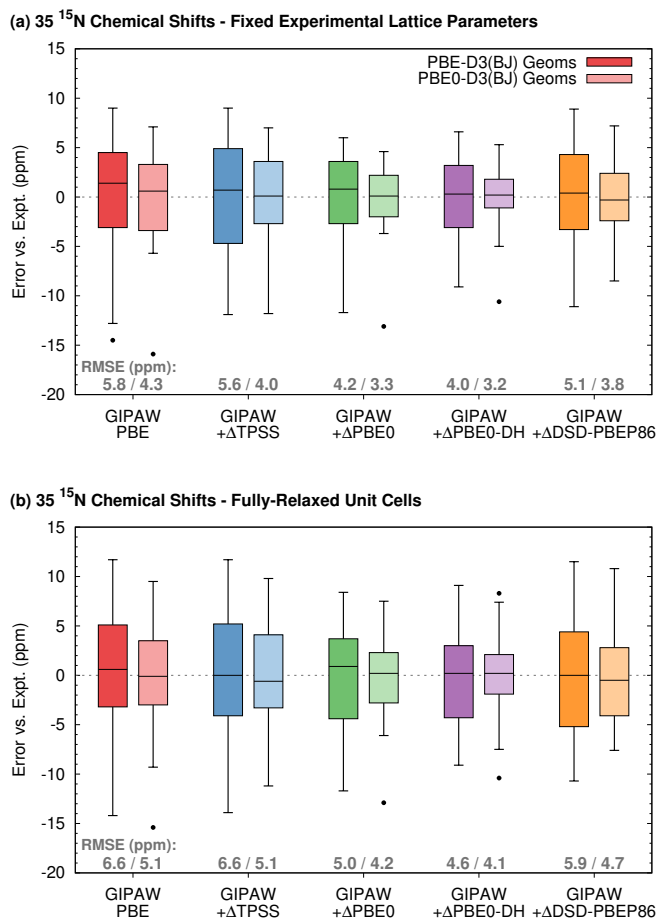 (a) 35 ¹⁵N Chemical Shifts - Fixed Experimental Lattice Parameters
PBE-D3(BJ) Geoms
PBE0-D3(BJ) Geoms
Error vs. Expt. (ppm)
15
10
5
0
-5
-10
-15
-20
RMSE (ppm):
5.8 / 4.3 5.6 / 4.0 4.2 / 3.3 4.0 / 3.2 5.1 / 3.8
GIPAW GIPAW GIPAW GIPAW GIPAW
PBE +ΔTPSS +ΔPBE0 +ΔPBE0-DH +ΔDSD-PBEP86
(b) 35 ¹⁵N Chemical Shifts - Fully-Relaxed Unit Cells
Error vs. Expt. (ppm)
15
10
5
0
-5
-10
-15
-20
RMSE (ppm):
6.6 / 5.1 6.6 / 5.1 5.0 / 4.2 4.6 / 4.1 5.9 / 4.7
GIPAW GIPAW GIPAW GIPAW GIPAW
PBE +ΔTPSS +ΔPBE0 +ΔPBE0-DH +ΔDSD-PBEP86